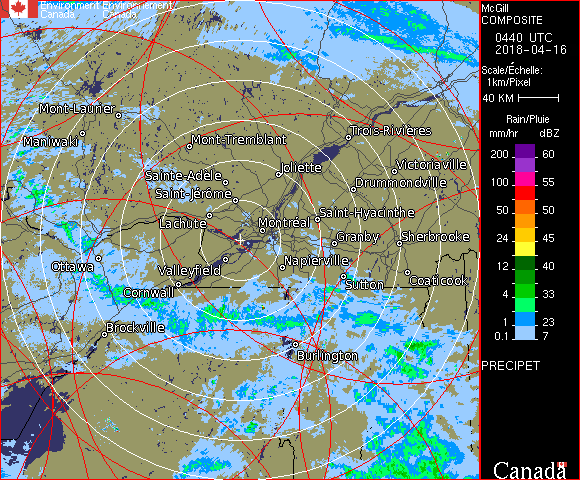 Environment Environnement
Canada Canada
McGill
COMPOSITE
0440 UTC
2018-04-16
Scale/Échelle:
1km/Pixel
40 KM
Rain/Pluie
mm/hr dBZ
200 60
100 55
50 50
24 45
12 40
4 33
1 23
0.1 7
PRECIPET
Canada
Mont-Laurier
Maniwaki
Mont-Tremblant
Trois-Rivières
Sainte-Adèle
Joliette
Victoriaville
Saint-Jérôme
Drummondville
Lachute
Montréal
Saint-Hyacinthe
Granby
Sherbrooke
Ottawa
Valleyfield
Napierville
Cornwall
Sutton
Coaticook
Brockville
Burlington